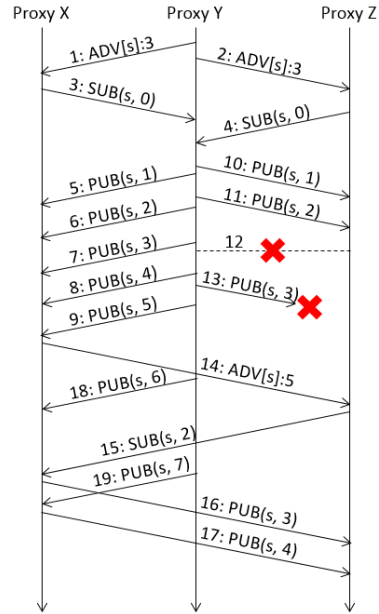 Proxy X Proxy Y Proxy Z
1: ADV[s]:3
2: ADV[s]:3
3: SUB(s, 0)
4: SUB(s, 0)
5: PUB(s, 1)
10: PUB(s, 1)
6: PUB(s, 2)
11: PUB(s, 2)
7: PUB(s, 3)
12
8: PUB(s, 4)
13: PUB(s, 3)
9: PUB(s, 5)
14: ADV[s]:5
18: PUB(s, 6)
15: SUB(s, 2)
19: PUB(s, 7)
16: PUB(s, 3)
17: PUB(s, 4)